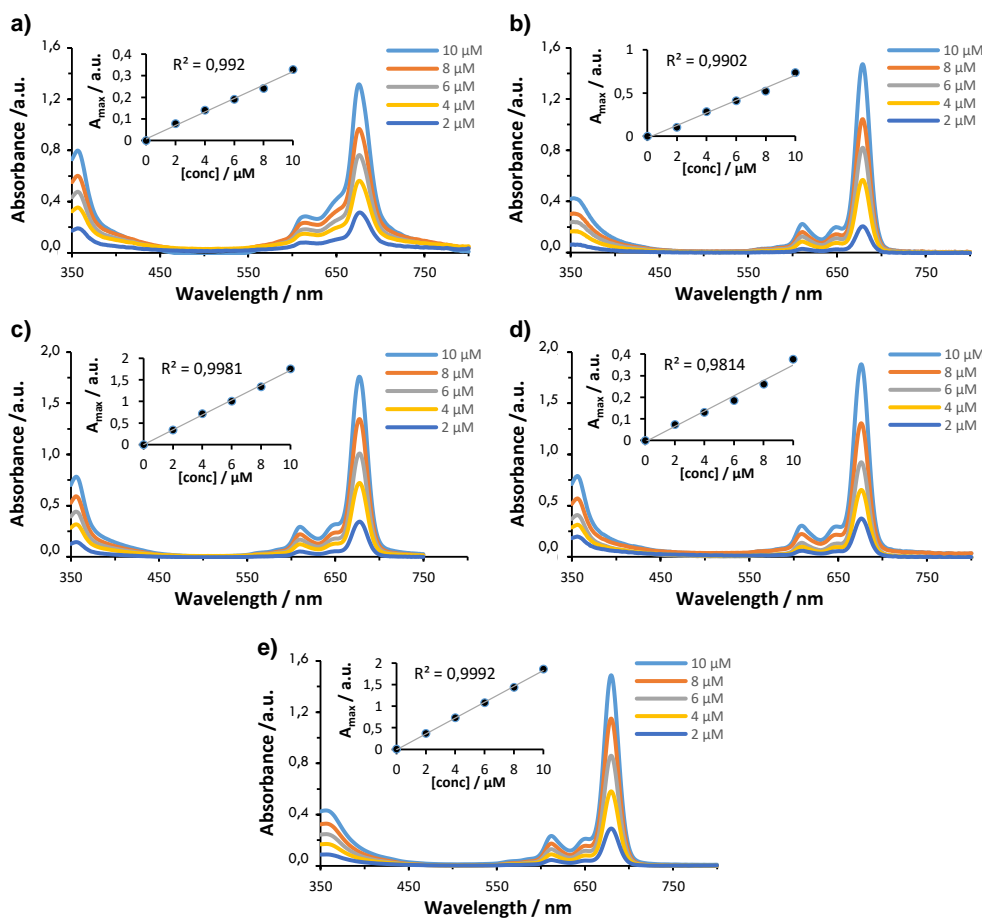 a)
1,6
1,2
0,8
0,4
0,0
Absorbance /a.u.
350 450 550 650 750
Wavelength / nm
0,4
0,3
0,2
0,1
0
A_max / a.u.
R² = 0,992
0 2 4 6 8 10
[conc] / µM
10 µM
8 µM
6 µM
4 µM
2 µM
b)
1,6
1,2
0,8
0,4
0,0
Absorbance /a.u.
350 450 550 650 750
Wavelength / nm
1
0,5
0
A_max / a.u.
R² = 0,9902
0 2 4 6 8 10
[conc] / µM
10 µM
8 µM
6 µM
4 µM
2 µM
c)
2,0
1,5
1,0
0,5
0,0
Absorbance /a.u.
350 450 550 650 750
Wavelength / nm
2
1,5
1
0,5
0
A_max / a.u.
R² = 0,9981
0 2 4 6 8 10
[conc] / µM
10 µM
8 µM
6 µM
4 µM
2 µM
d)
2,0
1,5
1,0
0,5
0,0
Absorbance /a.u.
350 450 550 650 750
Wavelength / nm
0,4
0,3
0,2
0,1
0
A_max / a.u.
R² = 0,9814
0 2 4 6 8 10
[conc] / µM
10 µM
8 µM
6 µM
4 µM
2 µM
e)
1,6
1,2
0,8
0,4
0,0
Absorbance /a.u.
350 450 550 650 750
Wavelength / nm
2
1,5
1
0,5
0
A_max / a.u.
R² = 0,9992
0 2 4 6 8 10
[conc] / µM
10 µM
8 µM
6 µM
4 µM
2 µM